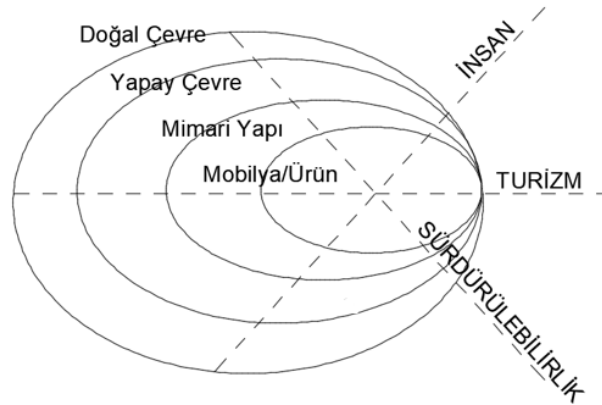 Doğal Çevre
İNSAN
Yapay Çevre
Mimari Yapı
Mobilya/Ürün
TURİZM
SÜRDÜRÜLEBİLİRLİK